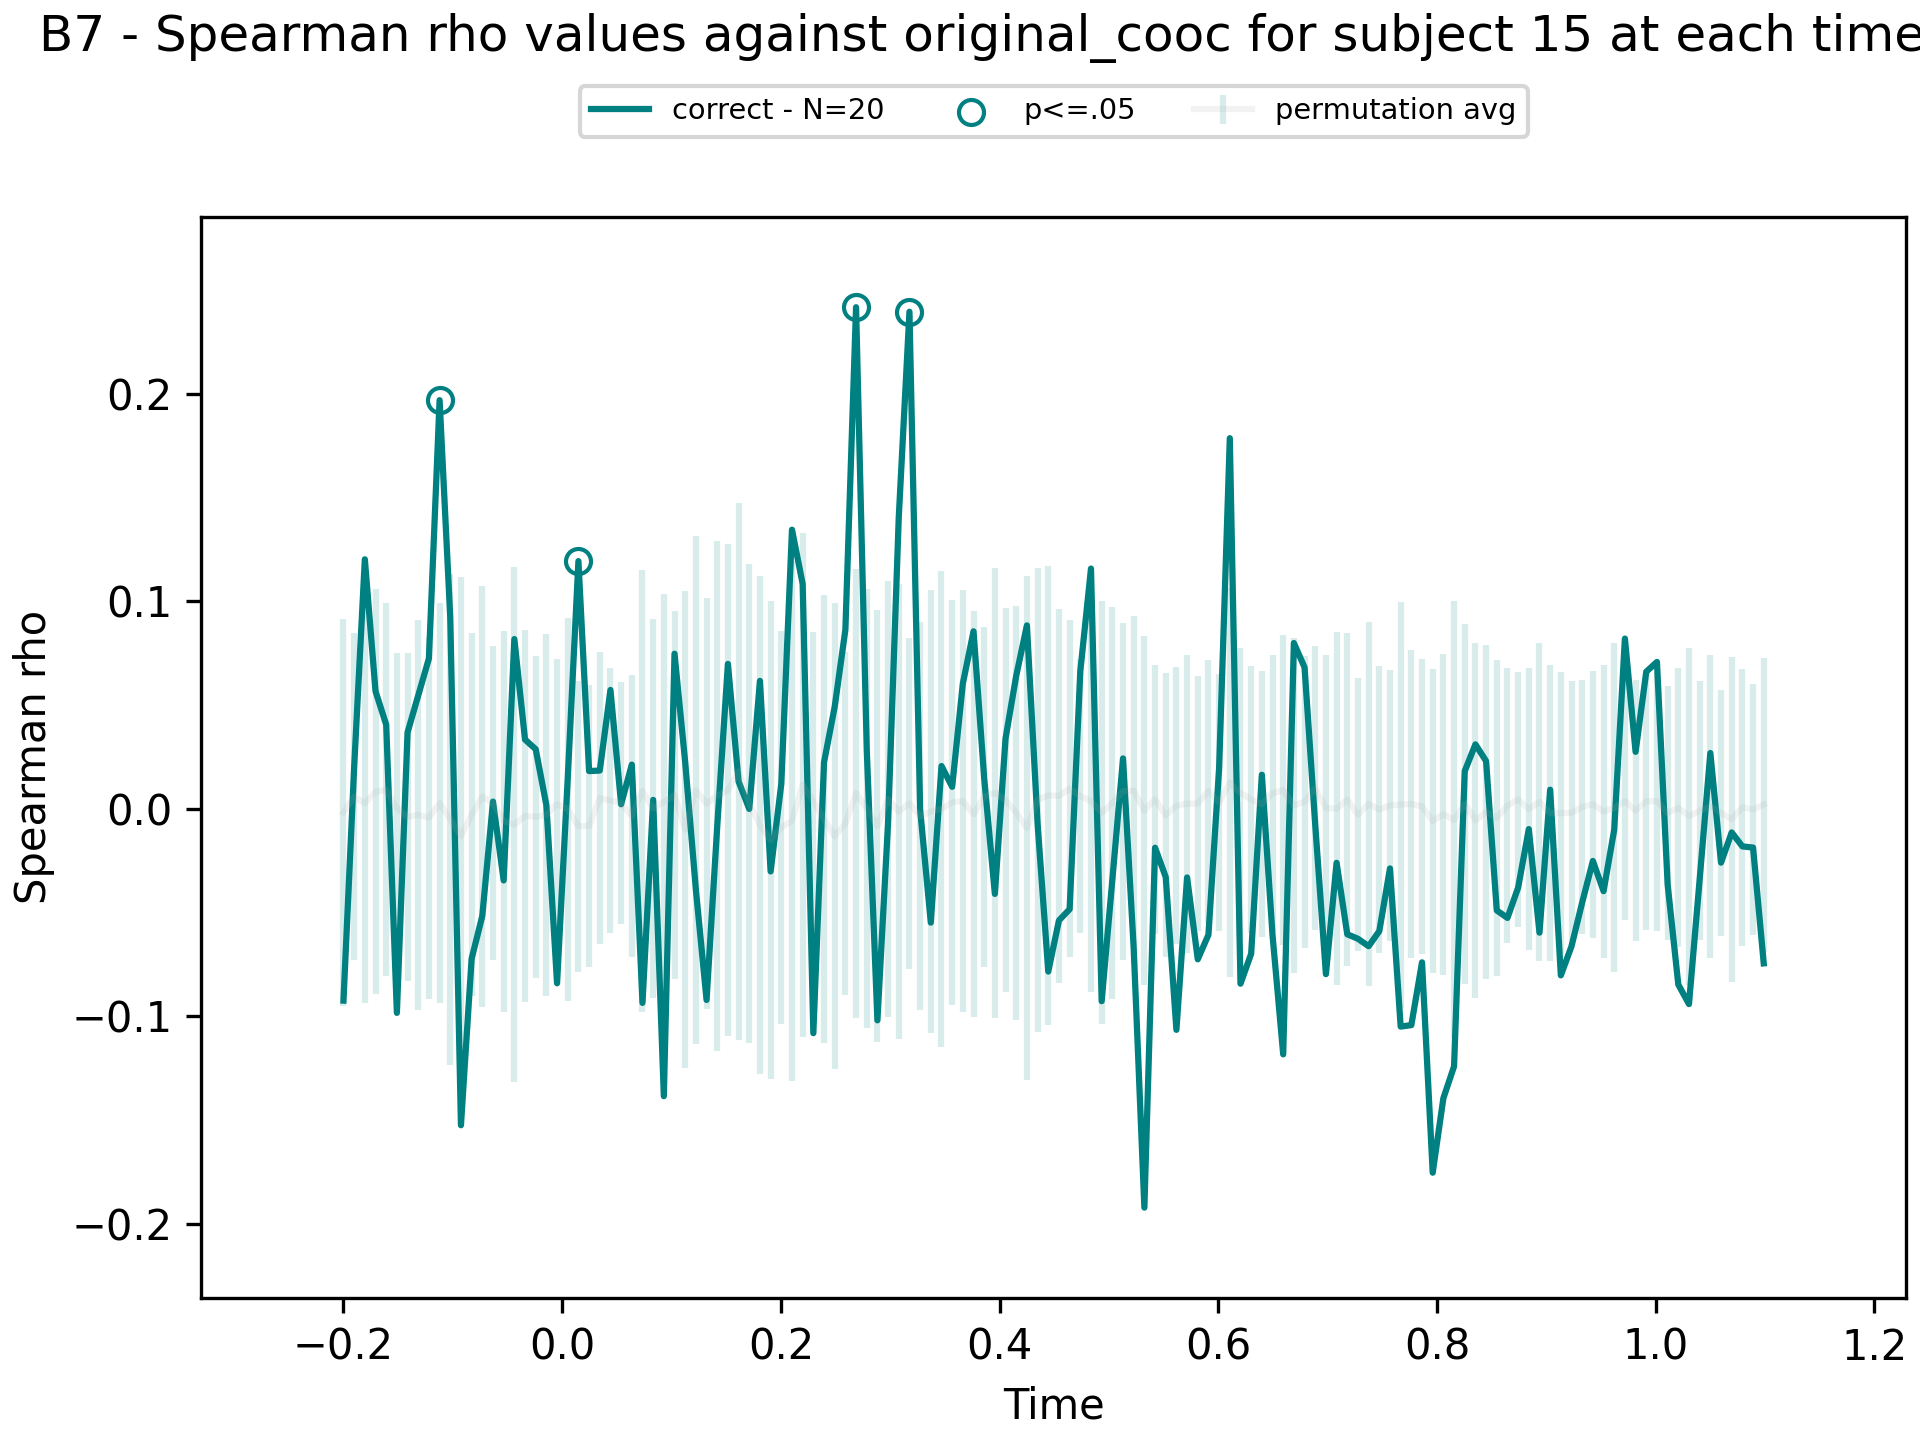 B7 - Spearman rho values against original_cooc for subject 15 at each time
correct - N=20 p<=.05 permutation avg
Spearman rho
0.2
0.1
0.0
−0.1
−0.2
−0.2 0.0 0.2 0.4 0.6 0.8 1.0 1.2
Time